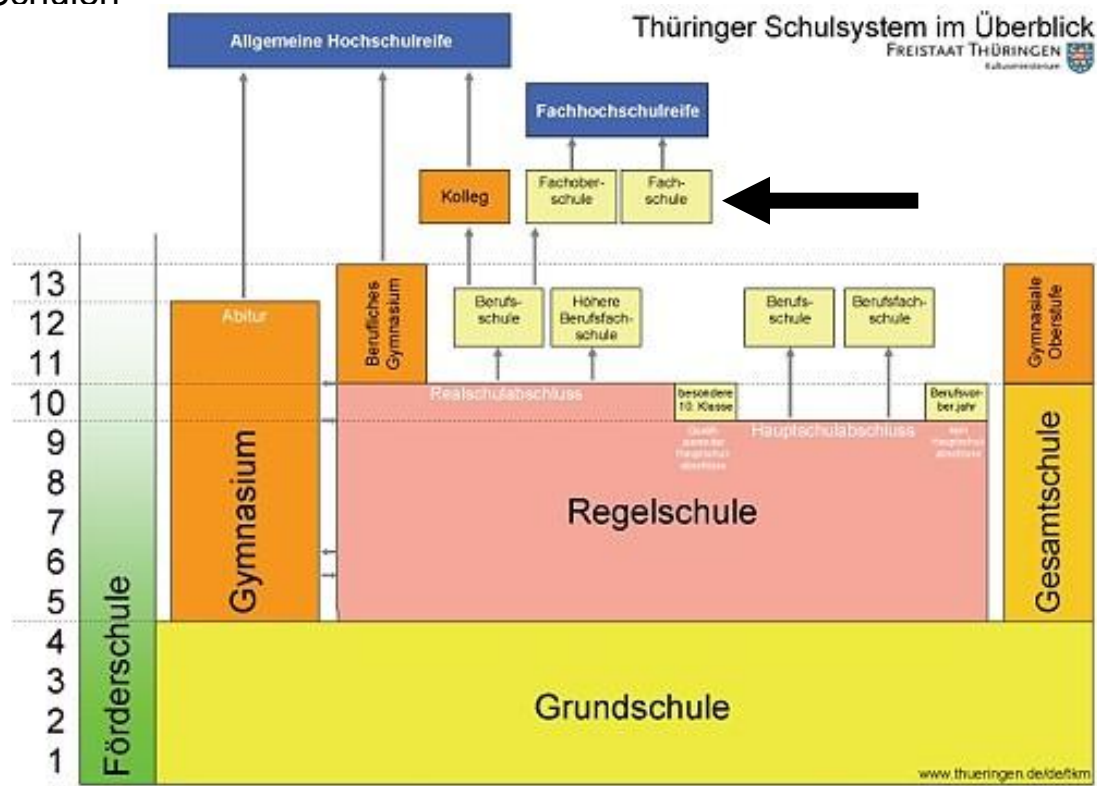 Thüringer Schulsystem im Überblick
FREISTAAT THÜRINGEN
Kultusministerium
Allgemeine Hochschulreife
Fachhochschulreife
Kolleg
Fachober-
schule
Fach-
schule
13
12
11
10
9
8
7
6
5
4
3
2
1
Förderschule
Abitur
Gymnasium
Berufliches
Gymnasium
Berufs-
schule
Höhere
Berufsfach-
schule
Berufs-
schule
Berufsfach-
schule
Gymnasiale
Oberstufe
Realschulabschluss
besondere
10. Klasse
Hauptschulabschluss
Berufsvor-
ber.jahr
Regelschule
Gesamtschule
Grundschule
www.thueringen.de/de/tkm